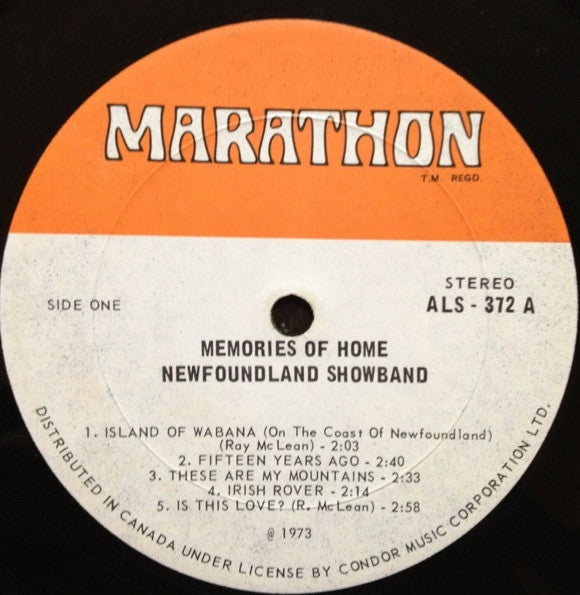 MARATHON
T.M. REGD.
STEREO
SIDE ONE
ALS - 372 A
MEMORIES OF HOME
NEWFOUNDLAND SHOWBAND
1. ISLAND OF WABANA (On The Coast Of Newfoundland)
(Ray McLean) - 2:03
2. FIFTEEN YEARS AGO - 2:40
3. THESE ARE MY MOUNTAINS - 2:33
4. IRISH ROVER - 2:14
5. IS THIS LOVE? (R. McLean) - 2:58
@ 1973
DISTRIBUTED IN CANADA UNDER LICENSE BY CONDOR MUSIC CORPORATION LTD.